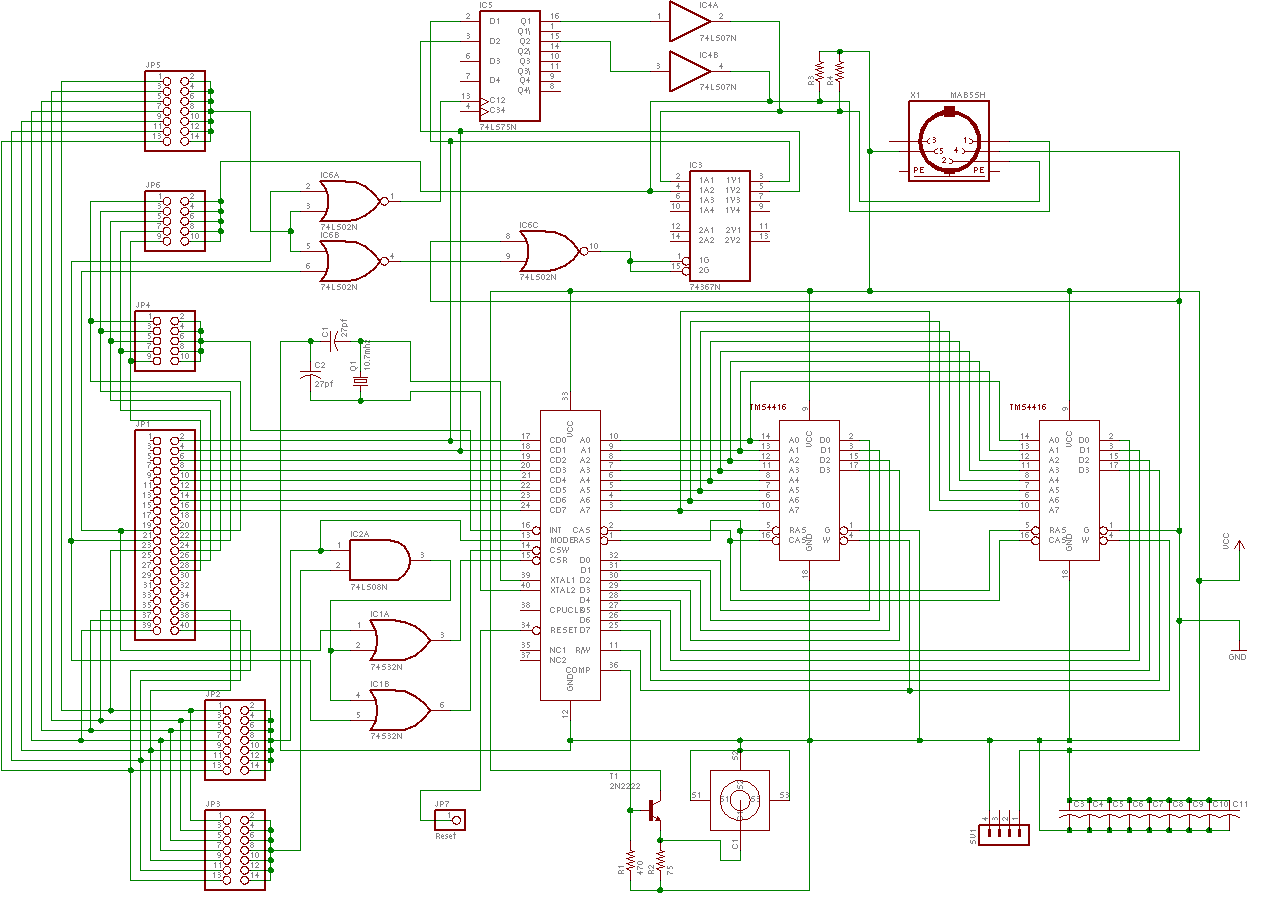 IC5
2 D1 Q1 16
Q1\ 1
3 D2 Q2 15
Q2\ 14
6 D3 Q3 10
Q3\ 11
7 D4 Q4 9
Q4\ 8
13 C12
4 C34
74LS75N
IC4A
1 2
74LS07N
IC4B
3 4
74LS07N
R3 R4
X1 MAB5SH
3 1
5 4
2
PE PE
JP5
1 2
3 4
5 6
7 8
9 10
11 12
13 14
JP6
1 2
3 4
5 6
7 8
9 10
IC6A
2
3
1
74LS02N
IC6B
5
6
4
74LS02N
IC6C
8
9
10
74LS02N
IC3
2 1A1 1Y1 3
4 1A2 1Y2 5
6 1A3 1Y3 7
10 1A4 1Y4 9
12 2A1 2Y1 11
14 2A2 2Y2 13
1 1G
15 2G
74367N
JP4
1 2
3 4
5 6
7 8
9 10
C1 27pf
C2
27pf
Q1 10.7mhz
JP1
1 2
3 4
5 6
7 8
9 10
11 12
13 14
15 16
17 18
19 20
21 22
23 24
25 26
27 28
29 30
31 32
33 34
35 36
37 38
39 40
33
VCC
17 CD0 A0 10
18 CD1 A1 9
19 CD2 A2 8
20 CD3 A3 7
21 CD4 A4 6
22 CD5 A5 5
23 CD6 A6 4
24 CD7 A7 3
16 INT CAS 2
13 MODE RAS 1
14 CSW
15 CSR D0 32
D1 31
39 XTAL1 D2 30
40 XTAL2 D3 29
D4 28
38 CPUCLK D5 27
D6 26
34 RESET D7 25
35 NC1 R/W 11
37 NC2
COMP 36
GND
12
TMS4416
9
VCC
14 A0 D0 2
13 A1 D1 3
12 A2 D2 15
11 A3 D3 17
8 A4
7 A5
6 A6
10 A7
5 RAS G 1
16 CAS W 4
GND
18
TMS4416
9
VCC
14 A0 D0 2
13 A1 D1 3
12 A2 D2 15
11 A3 D3 17
8 A4
7 A5
6 A6
10 A7
5 RAS G 1
16 CAS W 4
GND
18
VCC
GND
IC2A
1
2
3
74LS08N
IC1A
1
2
3
74S32N
IC1B
4
5
6
74S32N
JP2
1 2
3 4
5 6
7 8
9 10
11 12
13 14
JP3
1 2
3 4
5 6
7 8
9 10
11 12
13 14
JP7
1
Reset
T1
2N2222
R1 470
R2 75
S2
S1 S3
S2
S1 S3
C1
SV1
4 3 2 1
C3 C4 C5 C6 C7 C8 C9 C10 C11